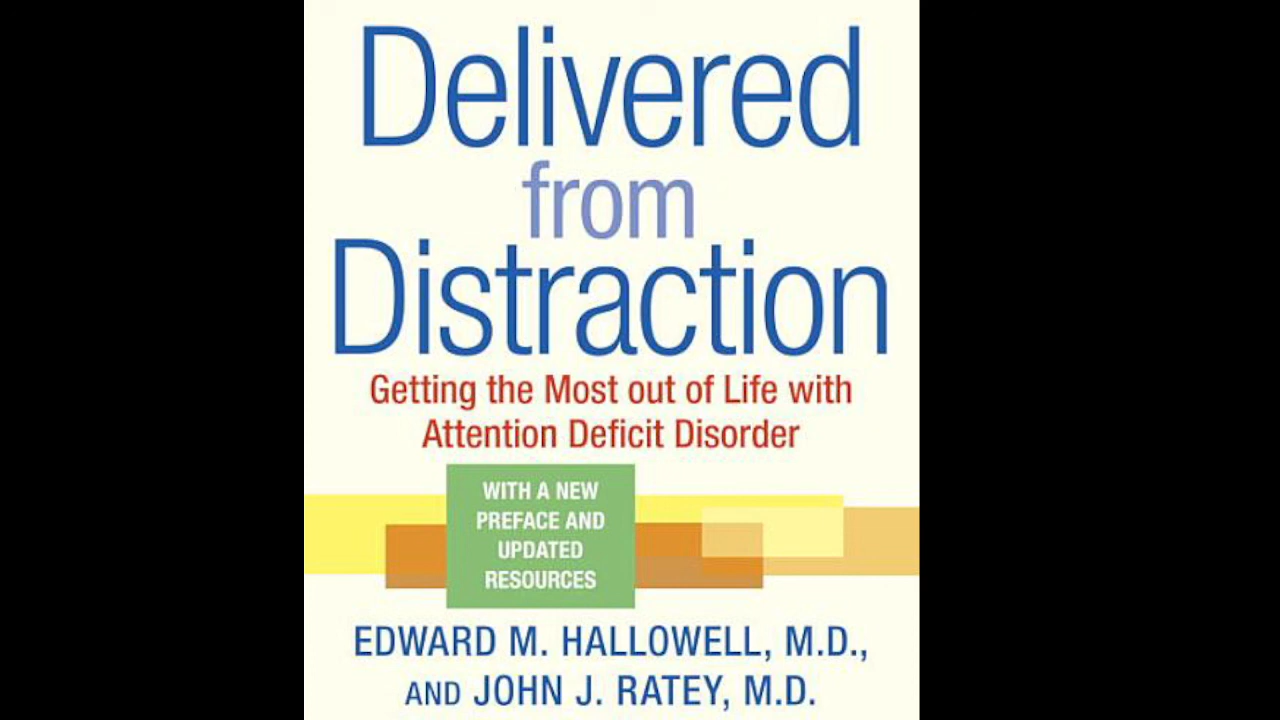 Delivered
from
Distraction
Getting the Most out of Life with
Attention Deficit Disorder
WITH A NEW
PREFACE AND
UPDATED
RESOURCES
EDWARD M. HALLOWELL, M.D.,
AND JOHN J. RATEY, M.D.